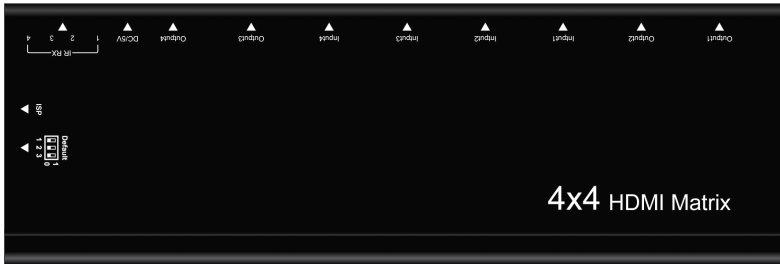 4 3 2 1
IR RX
DC/5V
Output4
Output3
Input4
Input3
Input2
Input1
Output2
Output1
ISP
Default
1 2 3
0 1
4x4 HDMI Matrix